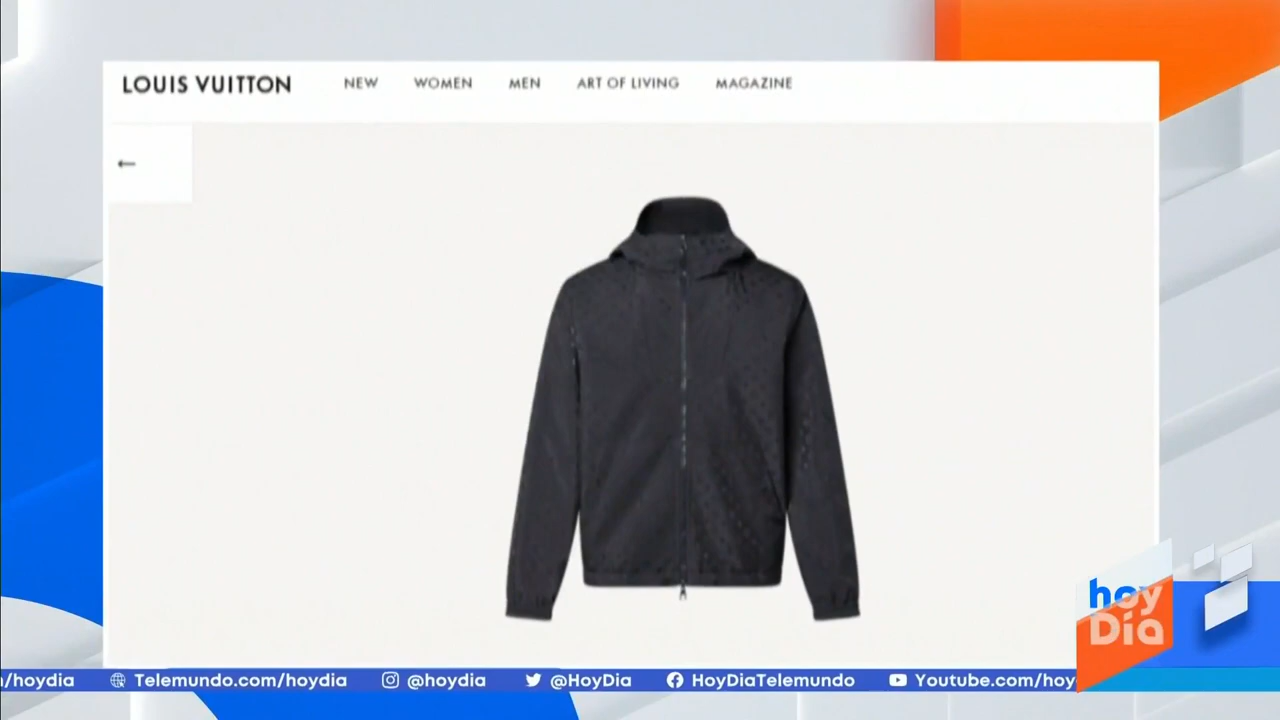 LOUIS VUITTON NEW WOMEN MEN ART OF LIVING MAGAZINE
hoy
Día
/hoydia Telemundo.com/hoydia @hoydia @HoyDia HoyDiaTelemundo Youtube.com/hoy